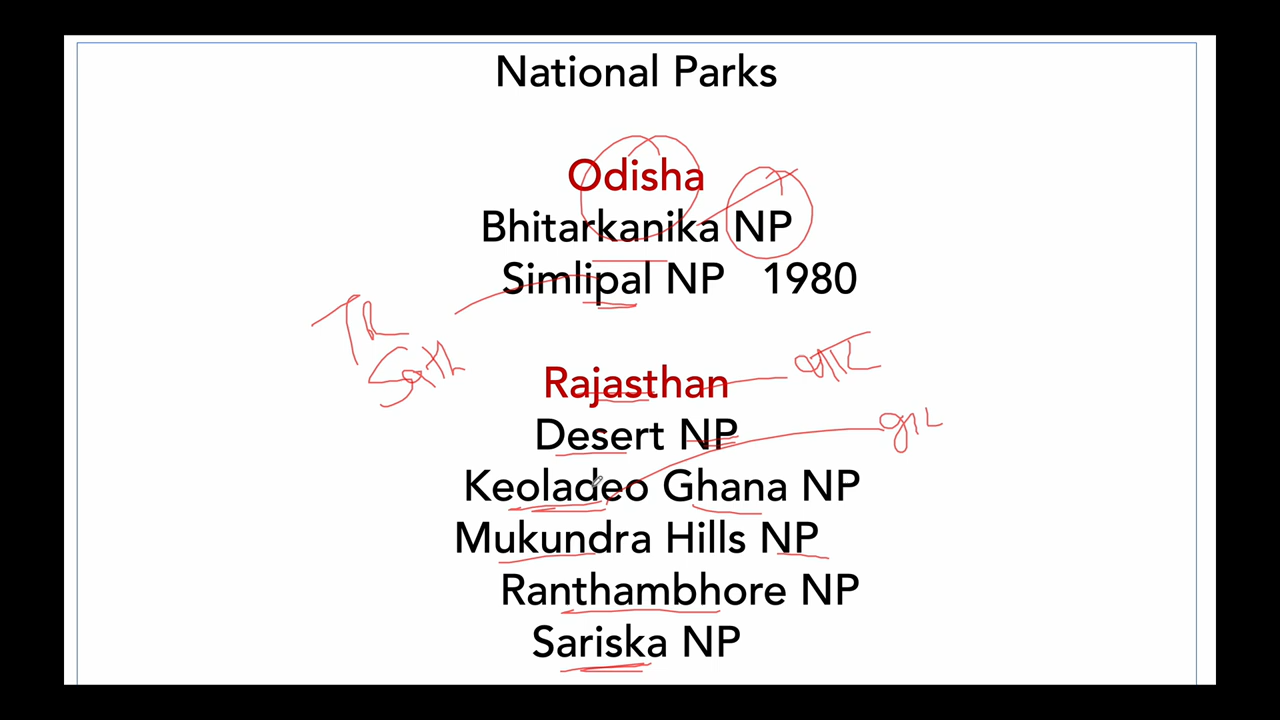 National Parks
Odisha
Bhitarkanika NP
Simlipal NP 1980
TR
Rajasthan
Desert NP
Keoladeo Ghana NP
Mukundra Hills NP
Ranthambhore NP
Sariska NP